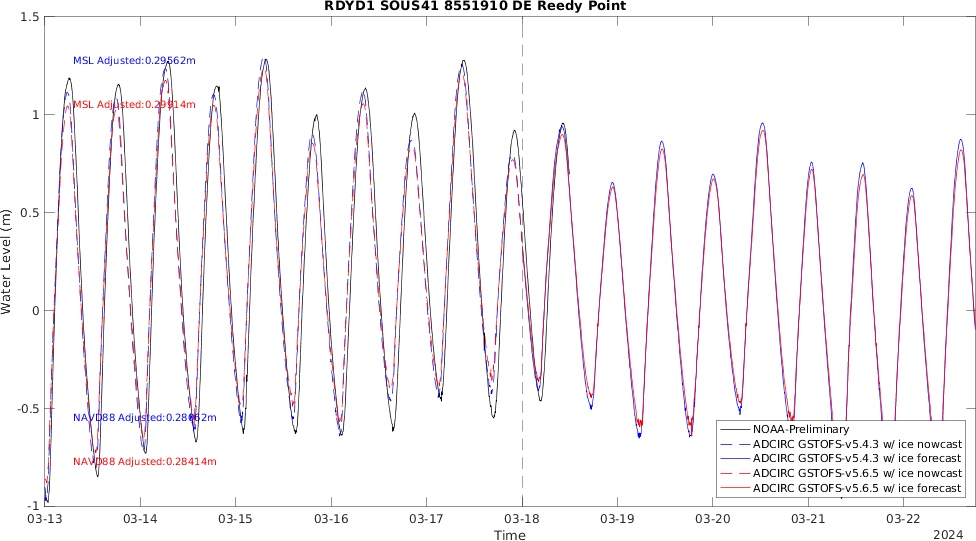 RDYD1 SOUS41 8551910 DE Reedy Point
1.5
1
0.5
0
-0.5
-1
Water Level (m)
MSL Adjusted:0.29562m
MSL Adjusted:0.29914m
NAVD88 Adjusted:0.28062m
NAVD88 Adjusted:0.28414m
NOAA-Preliminary
ADCIRC GSTOFS-v5.4.3 w/ ice nowcast
ADCIRC GSTOFS-v5.4.3 w/ ice forecast
ADCIRC GSTOFS-v5.6.5 w/ ice nowcast
ADCIRC GSTOFS-v5.6.5 w/ ice forecast
03-13 03-14 03-15 03-16 03-17 03-18 03-19 03-20 03-21 03-22
Time
2024